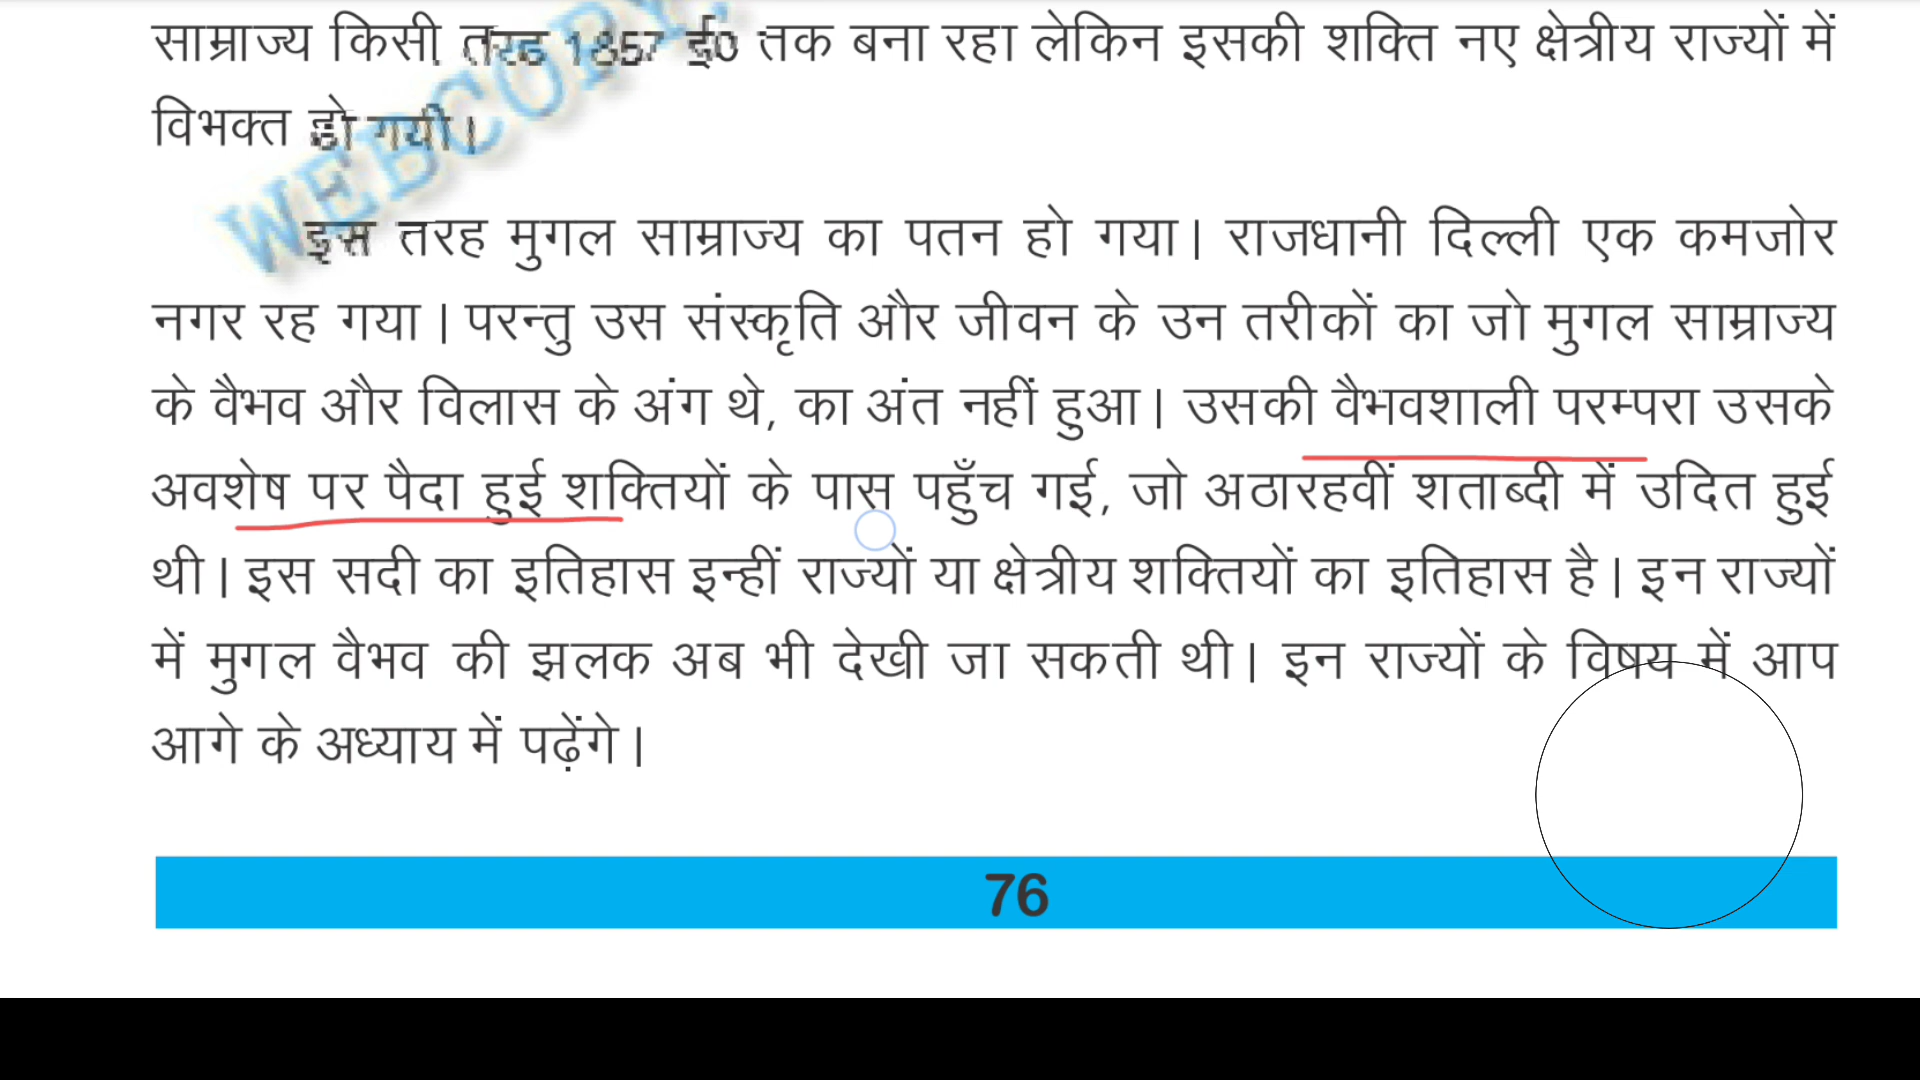 साम्राज्य किसी तरह 1857 ई0 तक बना रहा लेकिन इसकी शक्ति नए क्षेत्रीय राज्यों में
विभक्त हो गयी।
WEBCOPY
इस तरह मुगल साम्राज्य का पतन हो गया। राजधानी दिल्ली एक कमजोर
नगर रह गया। परन्तु उस संस्कृति और जीवन के उन तरीकों का जो मुगल साम्राज्य
के वैभव और विलास के अंग थे, का अंत नहीं हुआ। उसकी वैभवशाली परम्परा उसके
अवशेष पर पैदा हुई शक्तियों के पास पहुँच गई, जो अठारहवीं शताब्दी में उदित हुई
थी। इस सदी का इतिहास इन्हीं राज्यों या क्षेत्रीय शक्तियों का इतिहास है। इन राज्यों
में मुगल वैभव की झलक अब भी देखी जा सकती थी। इन राज्यों के विषय में आप
आगे के अध्याय में पढ़ेंगे।
76